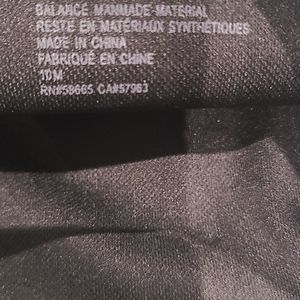 BALANCE MANMADE MATERIAL
RESTE EN MATÉRIAUX SYNTHÉTIQUES
MADE IN CHINA
FABRIQUÉ EN CHINE
10M
RN#58665 CA#57963